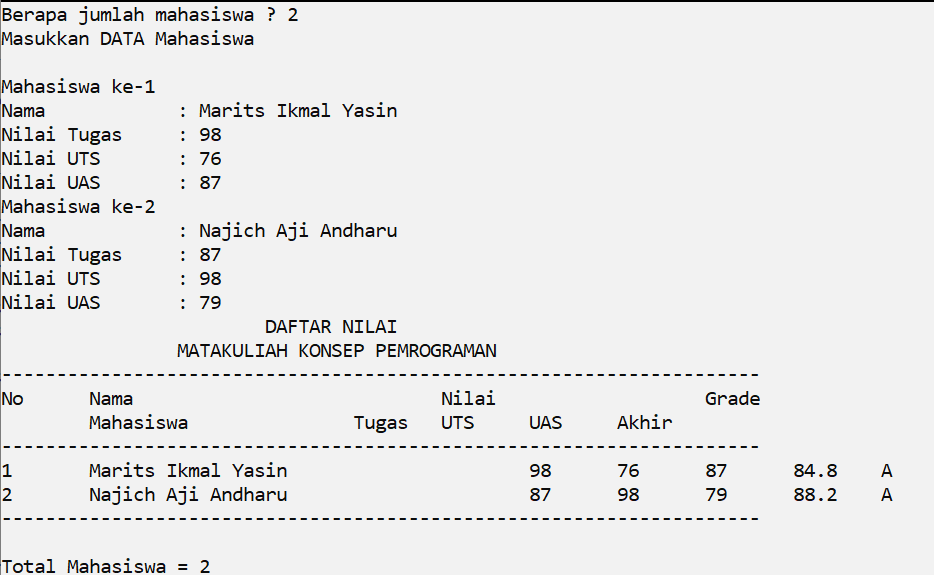 Berapa jumlah mahasiswa ? 2
Masukkan DATA Mahasiswa
Mahasiswa ke-1
Nama : Marits Ikmal Yasin
Nilai Tugas : 98
Nilai UTS : 76
Nilai UAS : 87
Mahasiswa ke-2
Nama : Najich Aji Andharu
Nilai Tugas : 87
Nilai UTS : 98
Nilai UAS : 79
DAFTAR NILAI
MATAKULIAH KONSEP PEMROGRAMAN
---------------------------------------------------------------------
No Nama Nilai Grade
Mahasiswa Tugas UTS UAS Akhir
---------------------------------------------------------------------
1 Marits Ikmal Yasin 98 76 87 84.8 A
2 Najich Aji Andharu 87 98 79 88.2 A
---------------------------------------------------------------------
Total Mahasiswa = 2